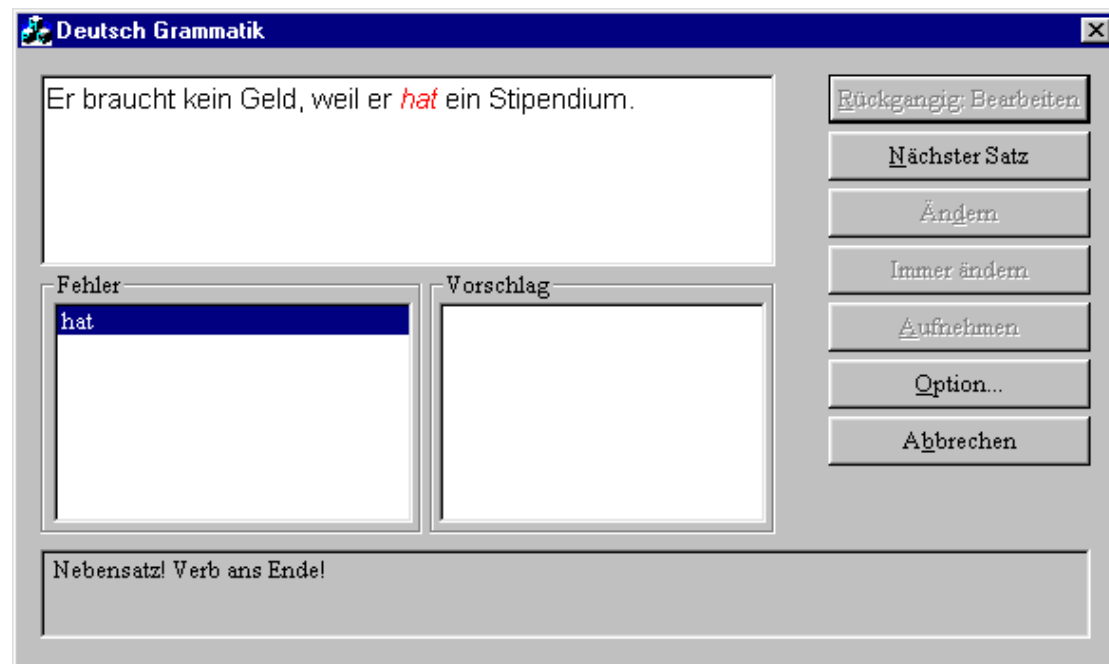 Deutsch Grammatik
Er braucht kein Geld, weil er hat ein Stipendium.
Rückgangig: Bearbeiten
Nächster Satz
Ändern
Immer ändern
Aufnehmen
Option...
Abbrechen
Fehler
hat
Vorschlag
Nebensatz! Verb ans Ende!